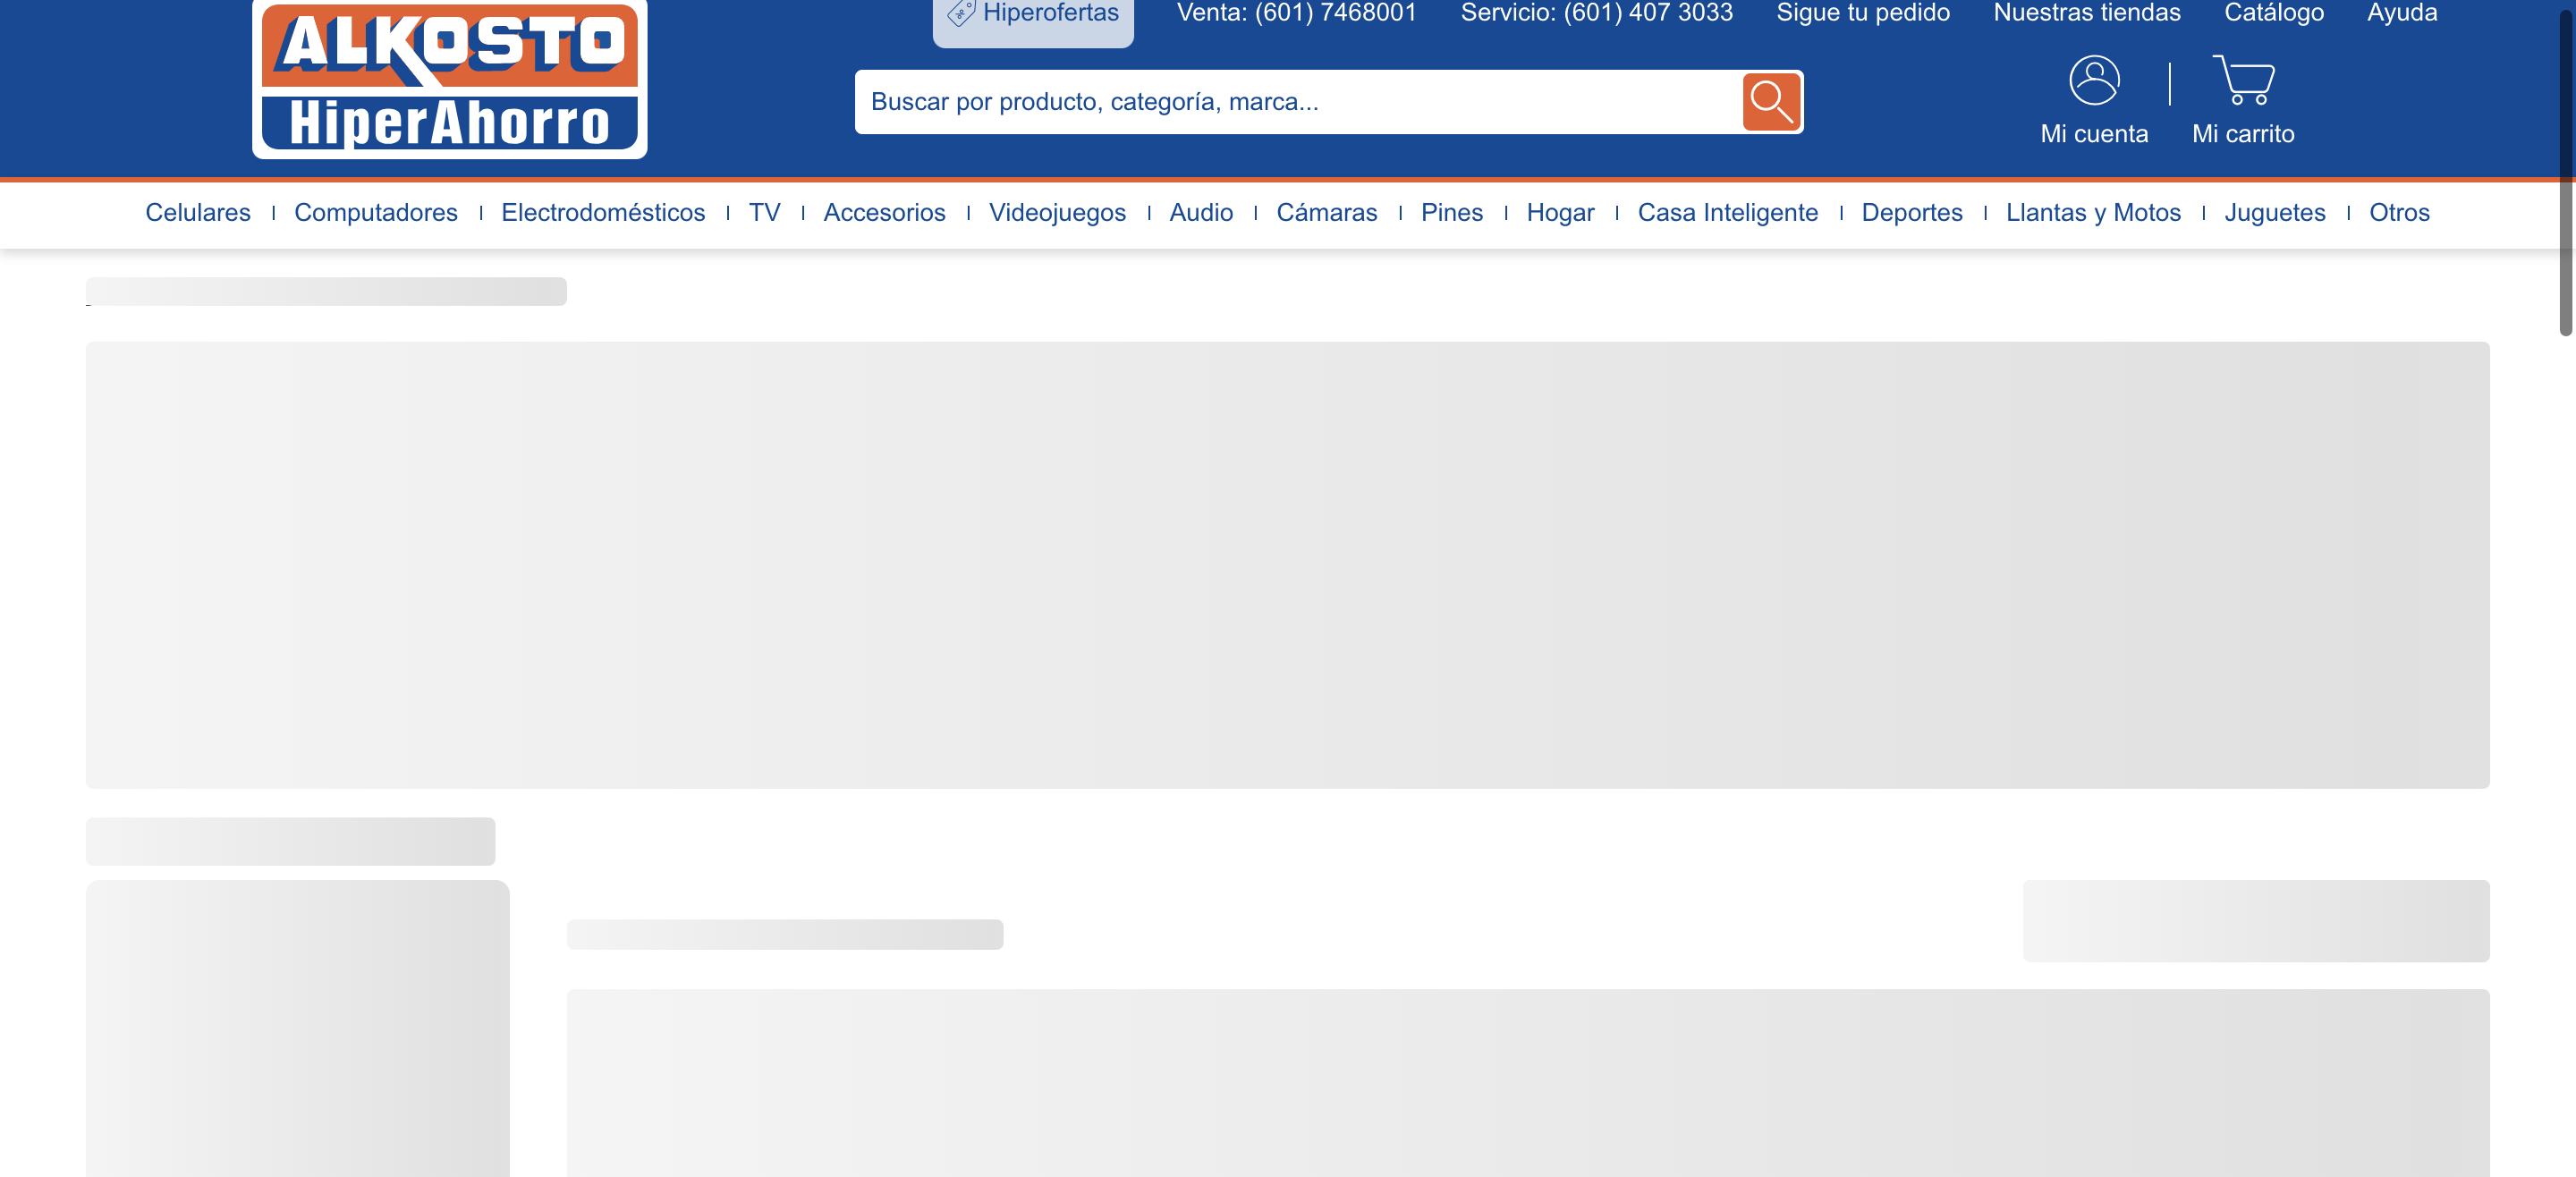 ALKOSTO
HiperAhorro
Hiperofertas
Venta: (601) 7468001
Servicio: (601) 407 3033
Sigue tu pedido
Nuestras tiendas
Catálogo
Ayuda
Buscar por producto, categoría, marca...
Mi cuenta
Mi carrito
Celulares
Computadores
Electrodomésticos
TV
Accesorios
Videojuegos
Audio
Cámaras
Pines
Hogar
Casa Inteligente
Deportes
Llantas y Motos
Juguetes
Otros